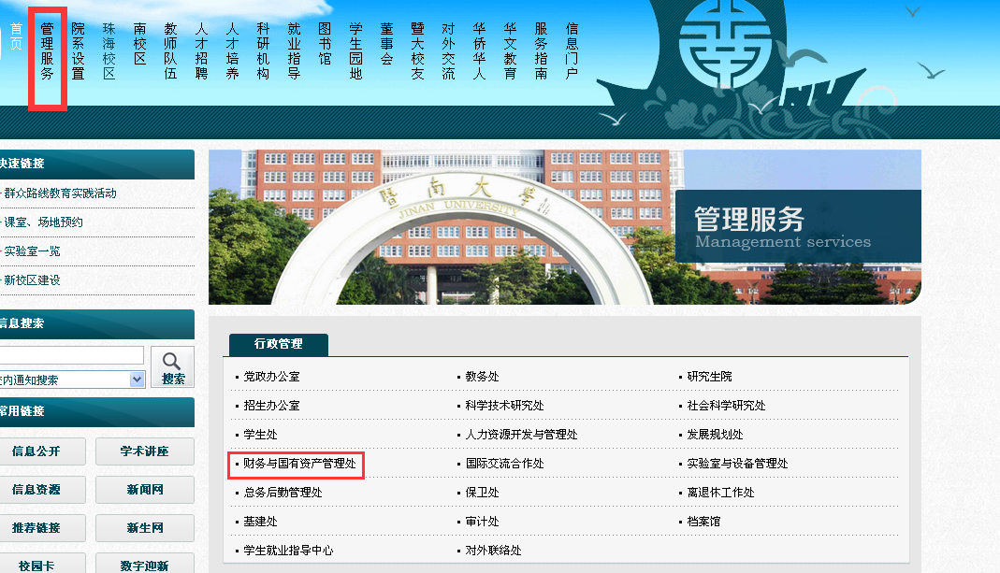 首页
管理服务
院系设置
珠海校区
南校区
教师队伍
人才招聘
人才培养
科研机构
就业指导
图书馆
学生园地
董事会
暨大校友
对外交流
华侨华人
华文教育
服务指南
信息门户
快速链接
群众路线教育实践活动
课室、场地预约
实验室一览
新校区建设
信息搜索
校内通知搜索
搜索
常用链接
信息公开 学术讲座
信息资源 新闻网
推荐链接 新生网
校园卡 数字迎新
暨南大学
JINAN UNIVERSITY
管理服务
Management services
行政管理
党政办公室 教务处 研究生院
招生办公室 科学技术研究处 社会科学研究处
学生处 人力资源开发与管理处 发展规划处
财务与国有资产管理处 国际交流合作处 实验室与设备管理处
总务后勤管理处 保卫处 离退休工作处
基建处 审计处 档案馆
学生就业指导中心 对外联络处